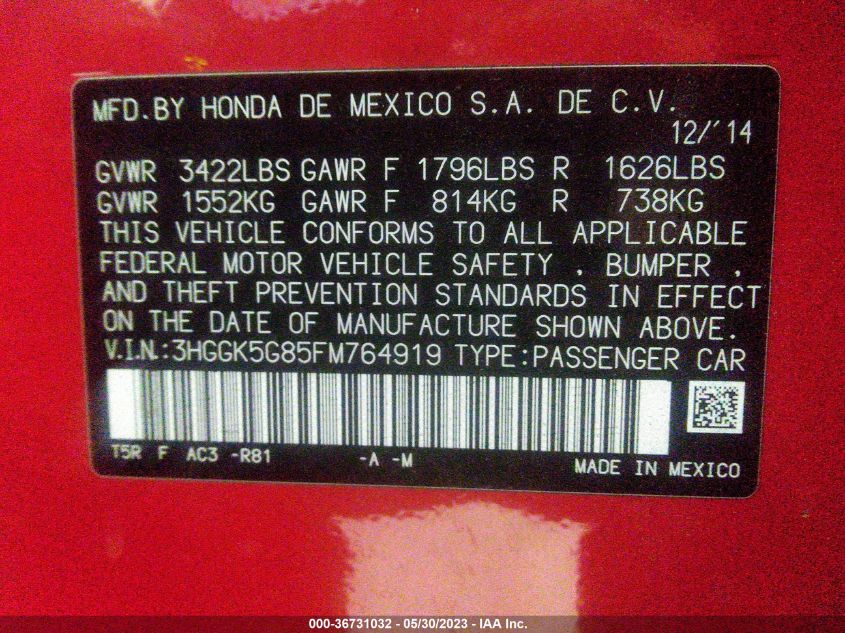 MFD.BY HONDA DE MEXICO S.A. DE C.V.
12/'14
GVWR 3422LBS GAWR F 1796LBS R 1626LBS
GVWR 1552KG GAWR F 814KG R 738KG
THIS VEHICLE CONFORMS TO ALL APPLICABLE
FEDERAL MOTOR VEHICLE SAFETY , BUMPER ,
AND THEFT PREVENTION STANDARDS IN EFFECT
ON THE DATE OF MANUFACTURE SHOWN ABOVE.
V.I.N.:3HGGK5G85FM764919 TYPE:PASSENGER CAR
T5R F AC3 -R81 -A -M
MADE IN MEXICO
000-36731032 - 05/30/2023 - IAA Inc.